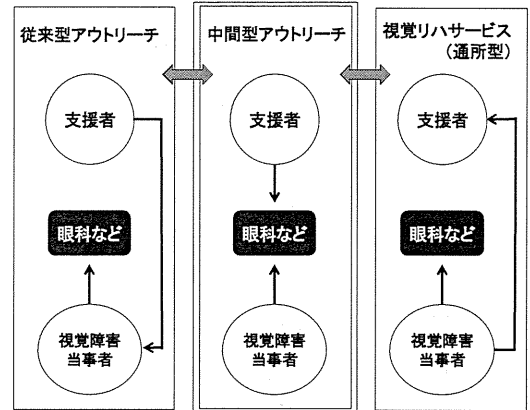 従来型アウトリーチ
支援者
眼科など
視覚障害
当事者
中間型アウトリーチ
支援者
眼科など
視覚障害
当事者
視覚リハサービス
(通所型)
支援者
眼科など
視覚障害
当事者